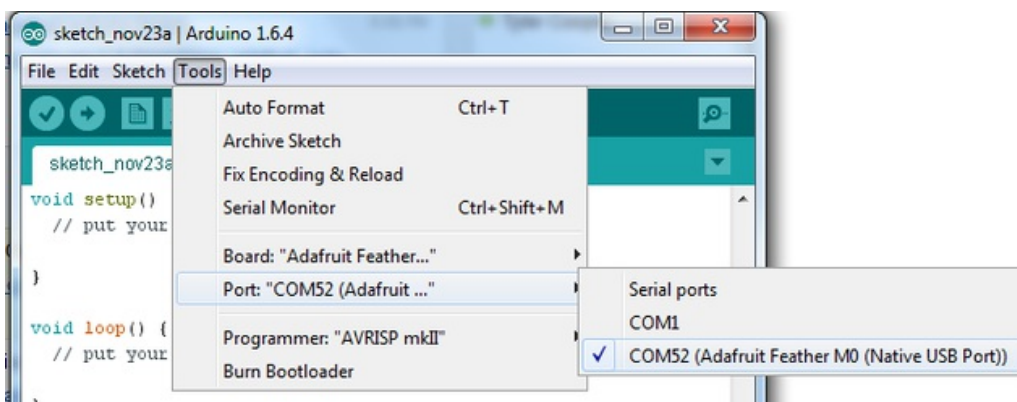 sketch_nov23a | Arduino 1.6.4
File Edit Sketch Tools Help
Auto Format Ctrl+T
Archive Sketch
Fix Encoding & Reload
Serial Monitor Ctrl+Shift+M
Board: "Adafruit Feather..."
Port: "COM52 (Adafruit ..."
Programmer: "AVRISP mkII"
Burn Bootloader
Serial ports
COM1
COM52 (Adafruit Feather M0 (Native USB Port))
sketch_nov23a
void setup()
// put your
}
void loop() {
// put your